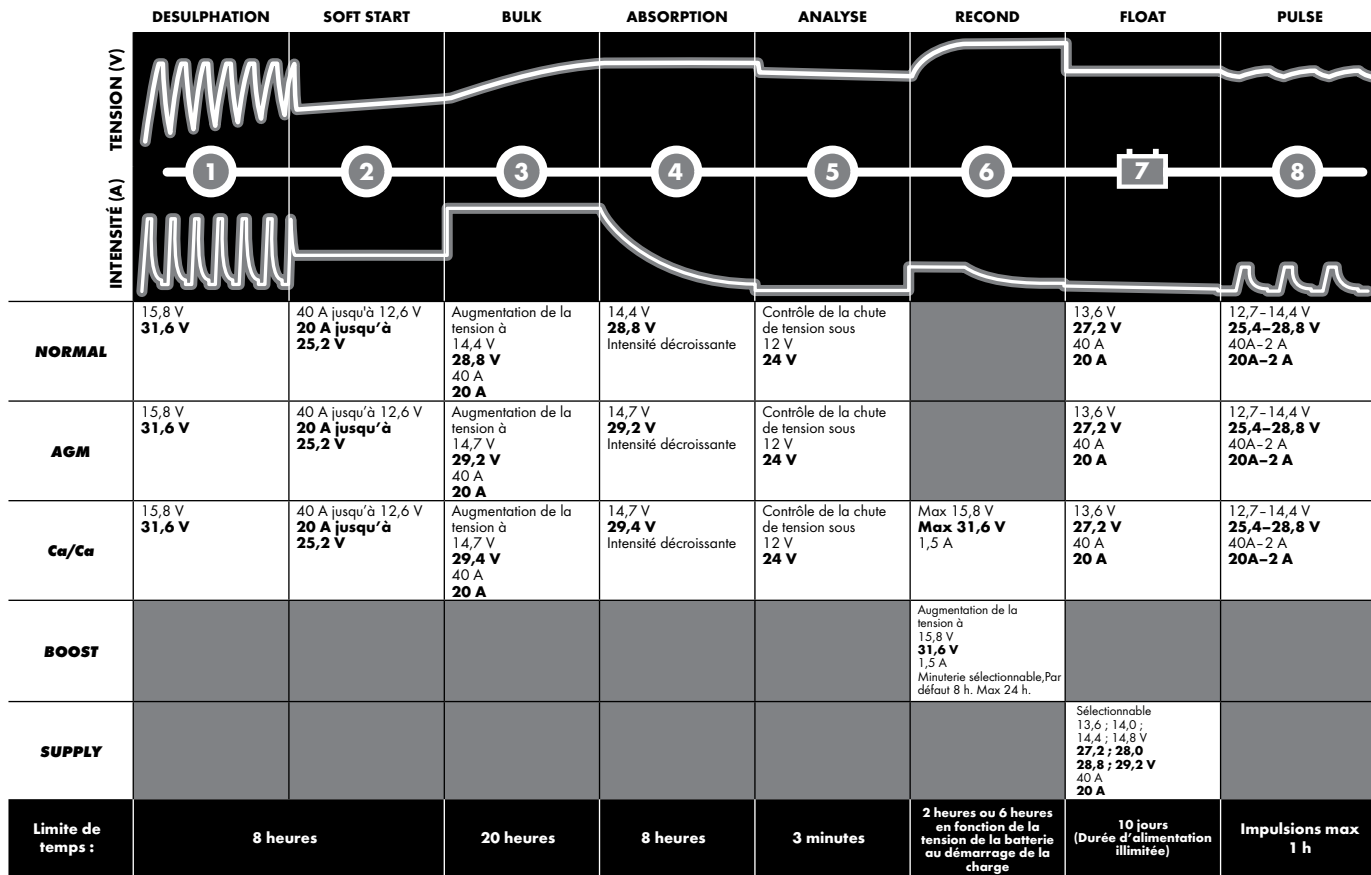 DESULPHATION
SOFT START
BULK
ABSORPTION
ANALYSE
RECOND
FLOAT
PULSE
TENSION (V)
1
2
3
4
5
6
7
8
INTENSITÉ (A)
NORMAL
15,8 V
31,6 V
40 A jusqu'à 12,6 V
20 A jusqu'à
25,2 V
Augmentation de la
tension à
14,4 V
28,8 V
40 A
20 A
14,4 V
28,8 V
Intensité décroissante
Contrôle de la chute
de tension sous
12 V
24 V
13,6 V
27,2 V
40 A
20 A
12,7–14,4 V
25,4–28,8 V
40A–2 A
20A–2 A
AGM
15,8 V
31,6 V
40 A jusqu'à 12,6 V
20 A jusqu'à
25,2 V
Augmentation de la
tension à
14,7 V
29,2 V
40 A
20 A
14,7 V
29,2 V
Intensité décroissante
Contrôle de la chute
de tension sous
12 V
24 V
13,6 V
27,2 V
40 A
20 A
12,7–14,4 V
25,4–28,8 V
40A–2 A
20A–2 A
Ca/Ca
15,8 V
31,6 V
40 A jusqu'à 12,6 V
20 A jusqu'à
25,2 V
Augmentation de la
tension à
14,7 V
29,4 V
40 A
20 A
14,7 V
29,4 V
Intensité décroissante
Contrôle de la chute
de tension sous
12 V
24 V
Max 15,8 V
Max 31,6 V
1,5 A
13,6 V
27,2 V
40 A
20 A
12,7–14,4 V
25,4–28,8 V
40A–2 A
20A–2 A
BOOST
Augmentation de la
tension à
15,8 V
31,6 V
1,5 A
Minuterie sélectionnable,Par
défaut 8 h. Max 24 h.
SUPPLY
Sélectionnable
13,6 ; 14,0 ;
14,4 ; 14,8 V
27,2 ; 28,0
28,8 ; 29,2 V
40 A
20 A
Limite de
temps :
8 heures
20 heures
8 heures
3 minutes
2 heures ou 6 heures
en fonction de la
tension de la batterie
au démarrage de la
charge
10 jours
(Durée d'alimentation
illimitée)
Impulsions max
1 h